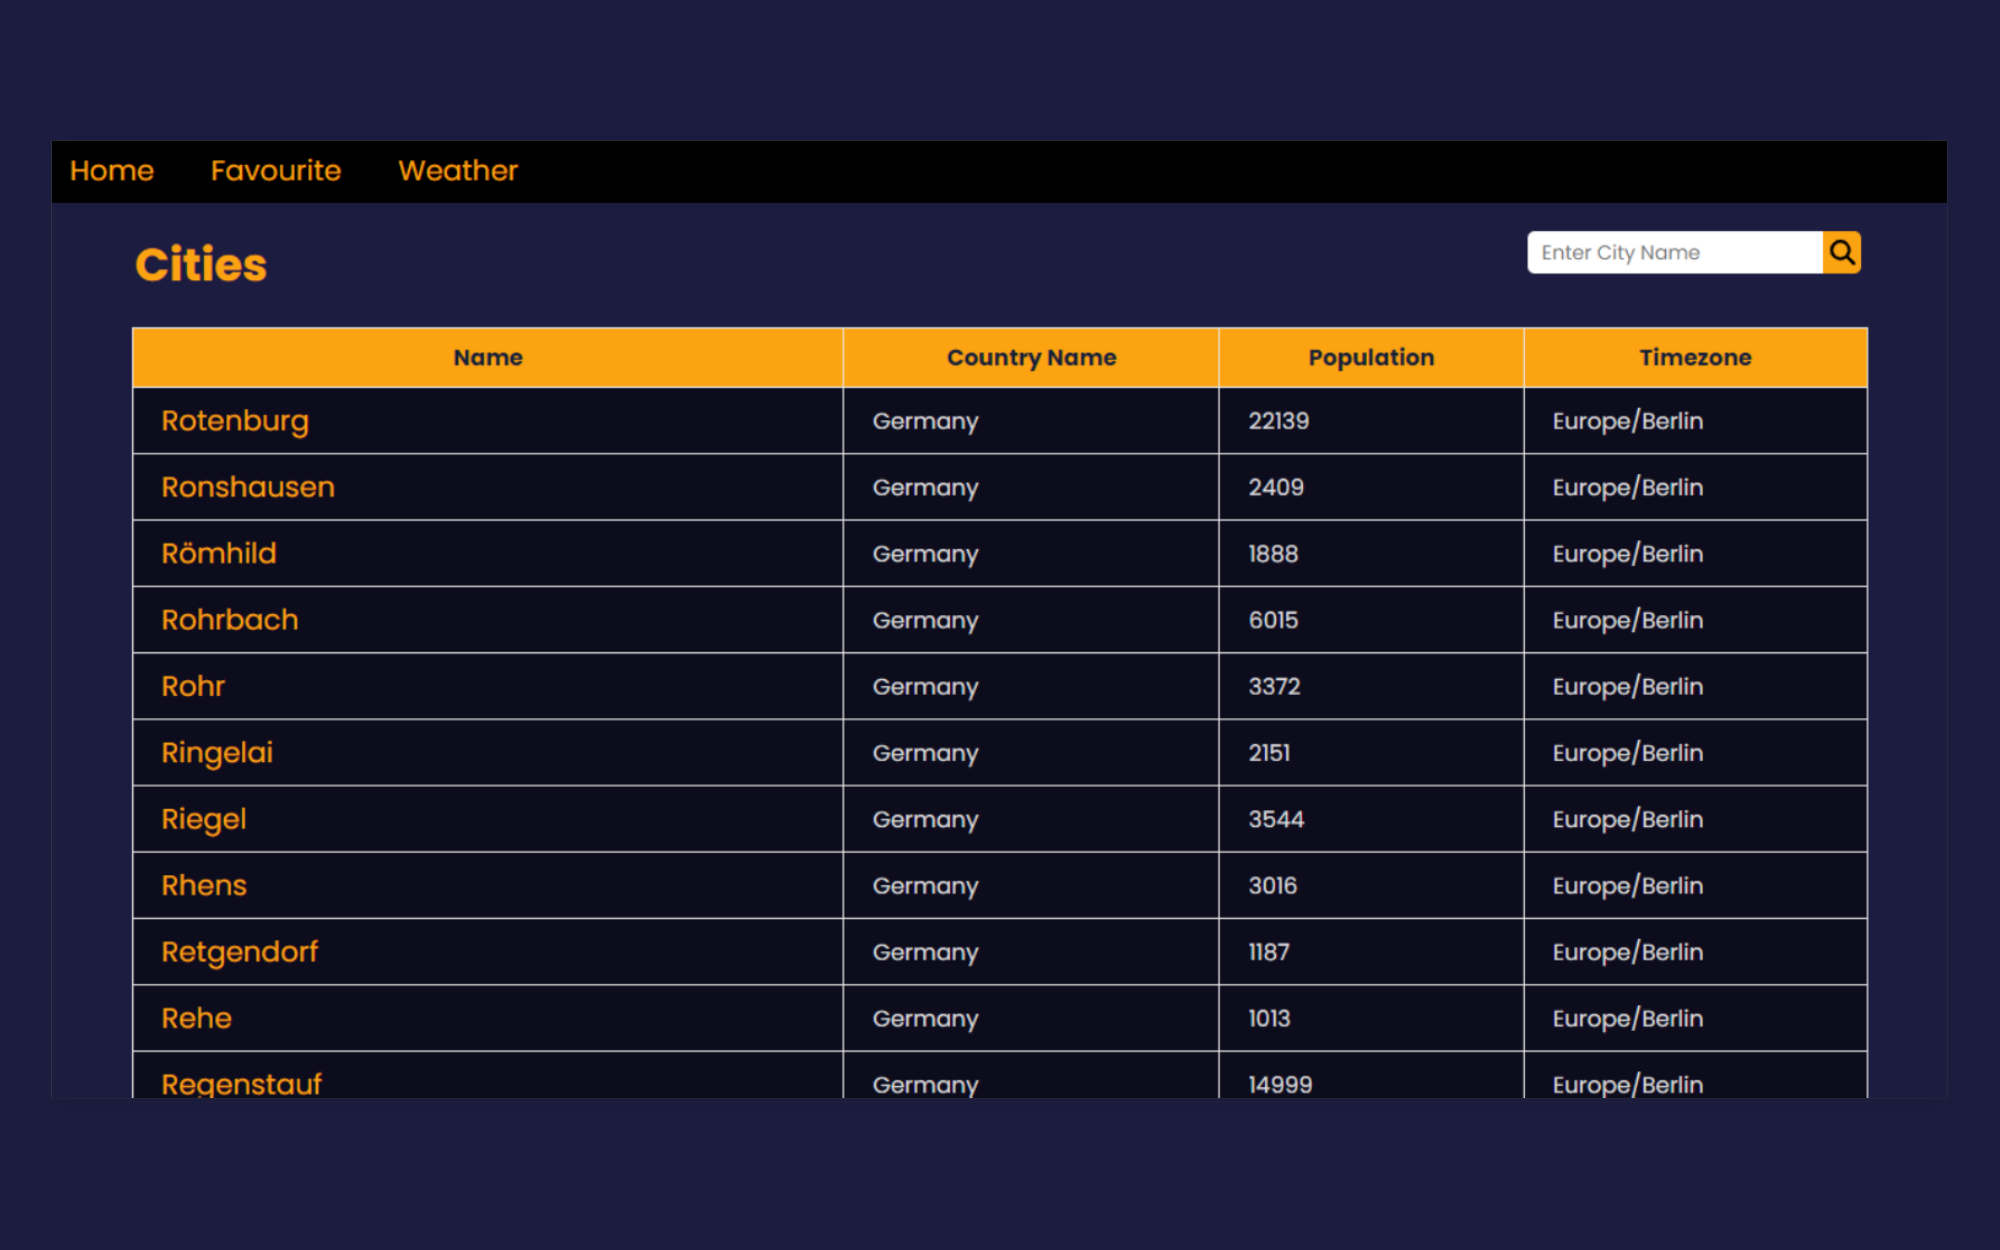 Home Favourite Weather
Cities
Enter City Name
Name Country Name Population Timezone
Rotenburg Germany 22139 Europe/Berlin
Ronshausen Germany 2409 Europe/Berlin
Römhild Germany 1888 Europe/Berlin
Rohrbach Germany 6015 Europe/Berlin
Rohr Germany 3372 Europe/Berlin
Ringelai Germany 2151 Europe/Berlin
Riegel Germany 3544 Europe/Berlin
Rhens Germany 3016 Europe/Berlin
Retgendorf Germany 1187 Europe/Berlin
Rehe Germany 1013 Europe/Berlin
Regenstauf Germany 14999 Europe/Berlin